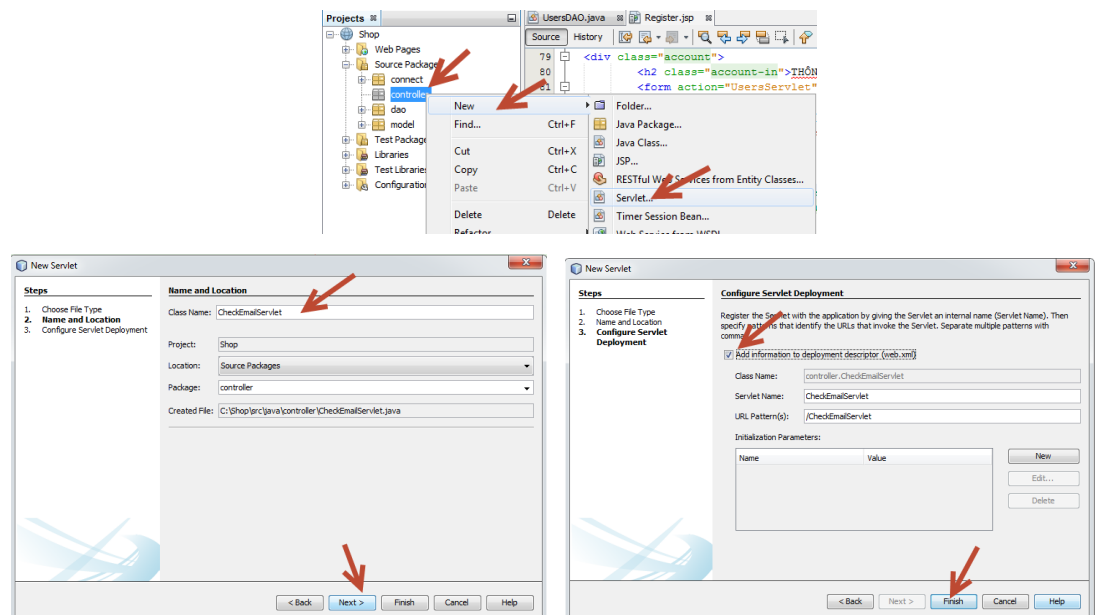 Projects
Shop
Web Pages
Source Packag
connect
controller
dao
model
Test Package
Libraries
Test Libraries
Configuration
UsersDAO.java
Register.jsp
Source
History
79 <div class="account">
80 <h2 class="account-in">THÔN
81 <form action="UsersServlet"
New
Find... Ctrl+F
Cut Ctrl+X
Copy Ctrl+C
Paste Ctrl+V
Delete Delete
Refactor
Folder...
Java Package...
Java Class...
JSP...
RESTful Web Services from Entity Classes...
Servlet...
Timer Session Bean...
Web Service from WSDL
New Servlet
Steps
1. Choose File Type
2. Name and Location
3. Configure Servlet Deployment
Name and Location
Class Name: CheckEmailServlet
Project: Shop
Location: Source Packages
Package: controller
Created File: C:\Shop\src\java\controller\CheckEmailServlet.java
< Back
Next >
Finish
Cancel
Help
New Servlet
Steps
1. Choose File Type
2. Name and Location
3. Configure Servlet
Deployment
Configure Servlet Deployment
Register the Servlet with the application by giving the Servlet an internal name (Servlet Name). Then
specify patterns that identify the URLs that invoke the Servlet. Separate multiple patterns with
comma
Add information to deployment descriptor (web.xml)
Class Name: controller.CheckEmailServlet
Servlet Name: CheckEmailServlet
URL Pattern(s): /CheckEmailServlet
Initialization Parameters:
Name Value
New
Edit...
Delete
< Back
Next >
Finish
Cancel
Help